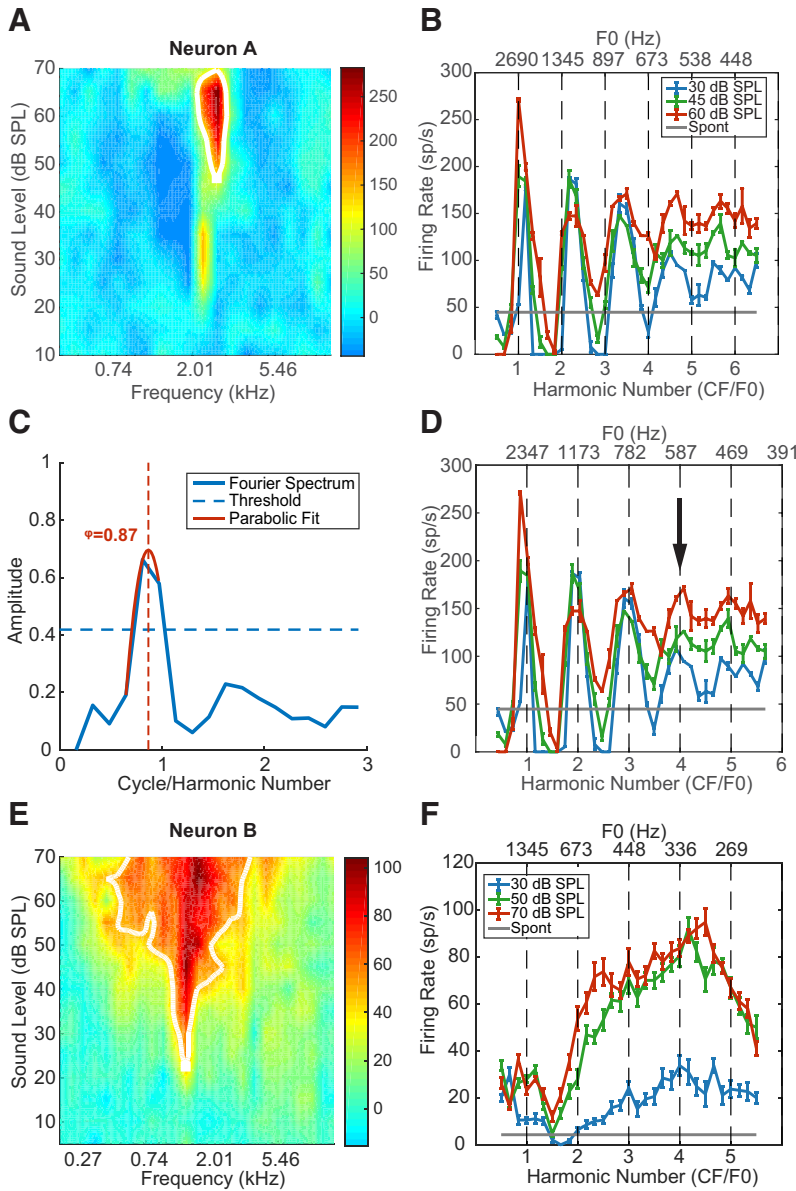 A
Neuron A
Sound Level (dB SPL)
70
60
50
40
30
20
10
0.74 2.01 5.46
Frequency (kHz)
250
200
150
100
50
0
B
F0 (Hz)
2690 1345 897 673 538 448
Firing Rate (sp/s)
300
250
200
150
100
50
0
30 dB SPL
45 dB SPL
60 dB SPL
Spont
1 2 3 4 5 6
Harmonic Number (CF/F0)
C
Amplitude
1
0.8
0.6
0.4
0.2
0
φ=0.87
Fourier Spectrum
Threshold
Parabolic Fit
0 1 2 3
Cycle/Harmonic Number
D
F0 (Hz)
2347 1173 782 587 469 391
Firing Rate (sp/s)
300
250
200
150
100
50
0
1 2 3 4 5 6
Harmonic Number (CF/F0)
E
Neuron B
Sound Level (dB SPL)
70
60
50
40
30
20
10
0.27 0.74 2.01 5.46
Frequency (kHz)
100
80
60
40
20
0
F
F0 (Hz)
1345 673 448 336 269
Firing Rate (sp/s)
120
100
80
60
40
20
0
30 dB SPL
50 dB SPL
70 dB SPL
Spont
1 2 3 4 5
Harmonic Number (CF/F0)